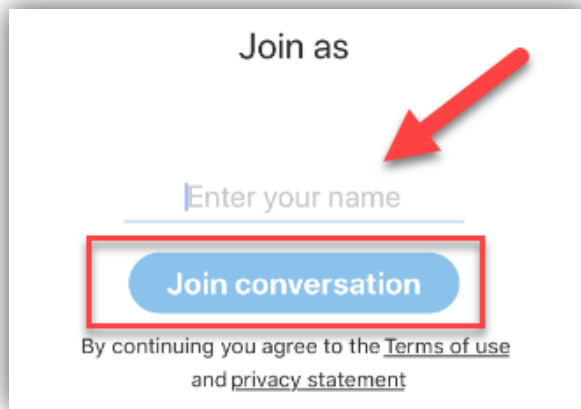 Join as
Enter your name
Join conversation
By continuing you agree to the Terms of use
and privacy statement